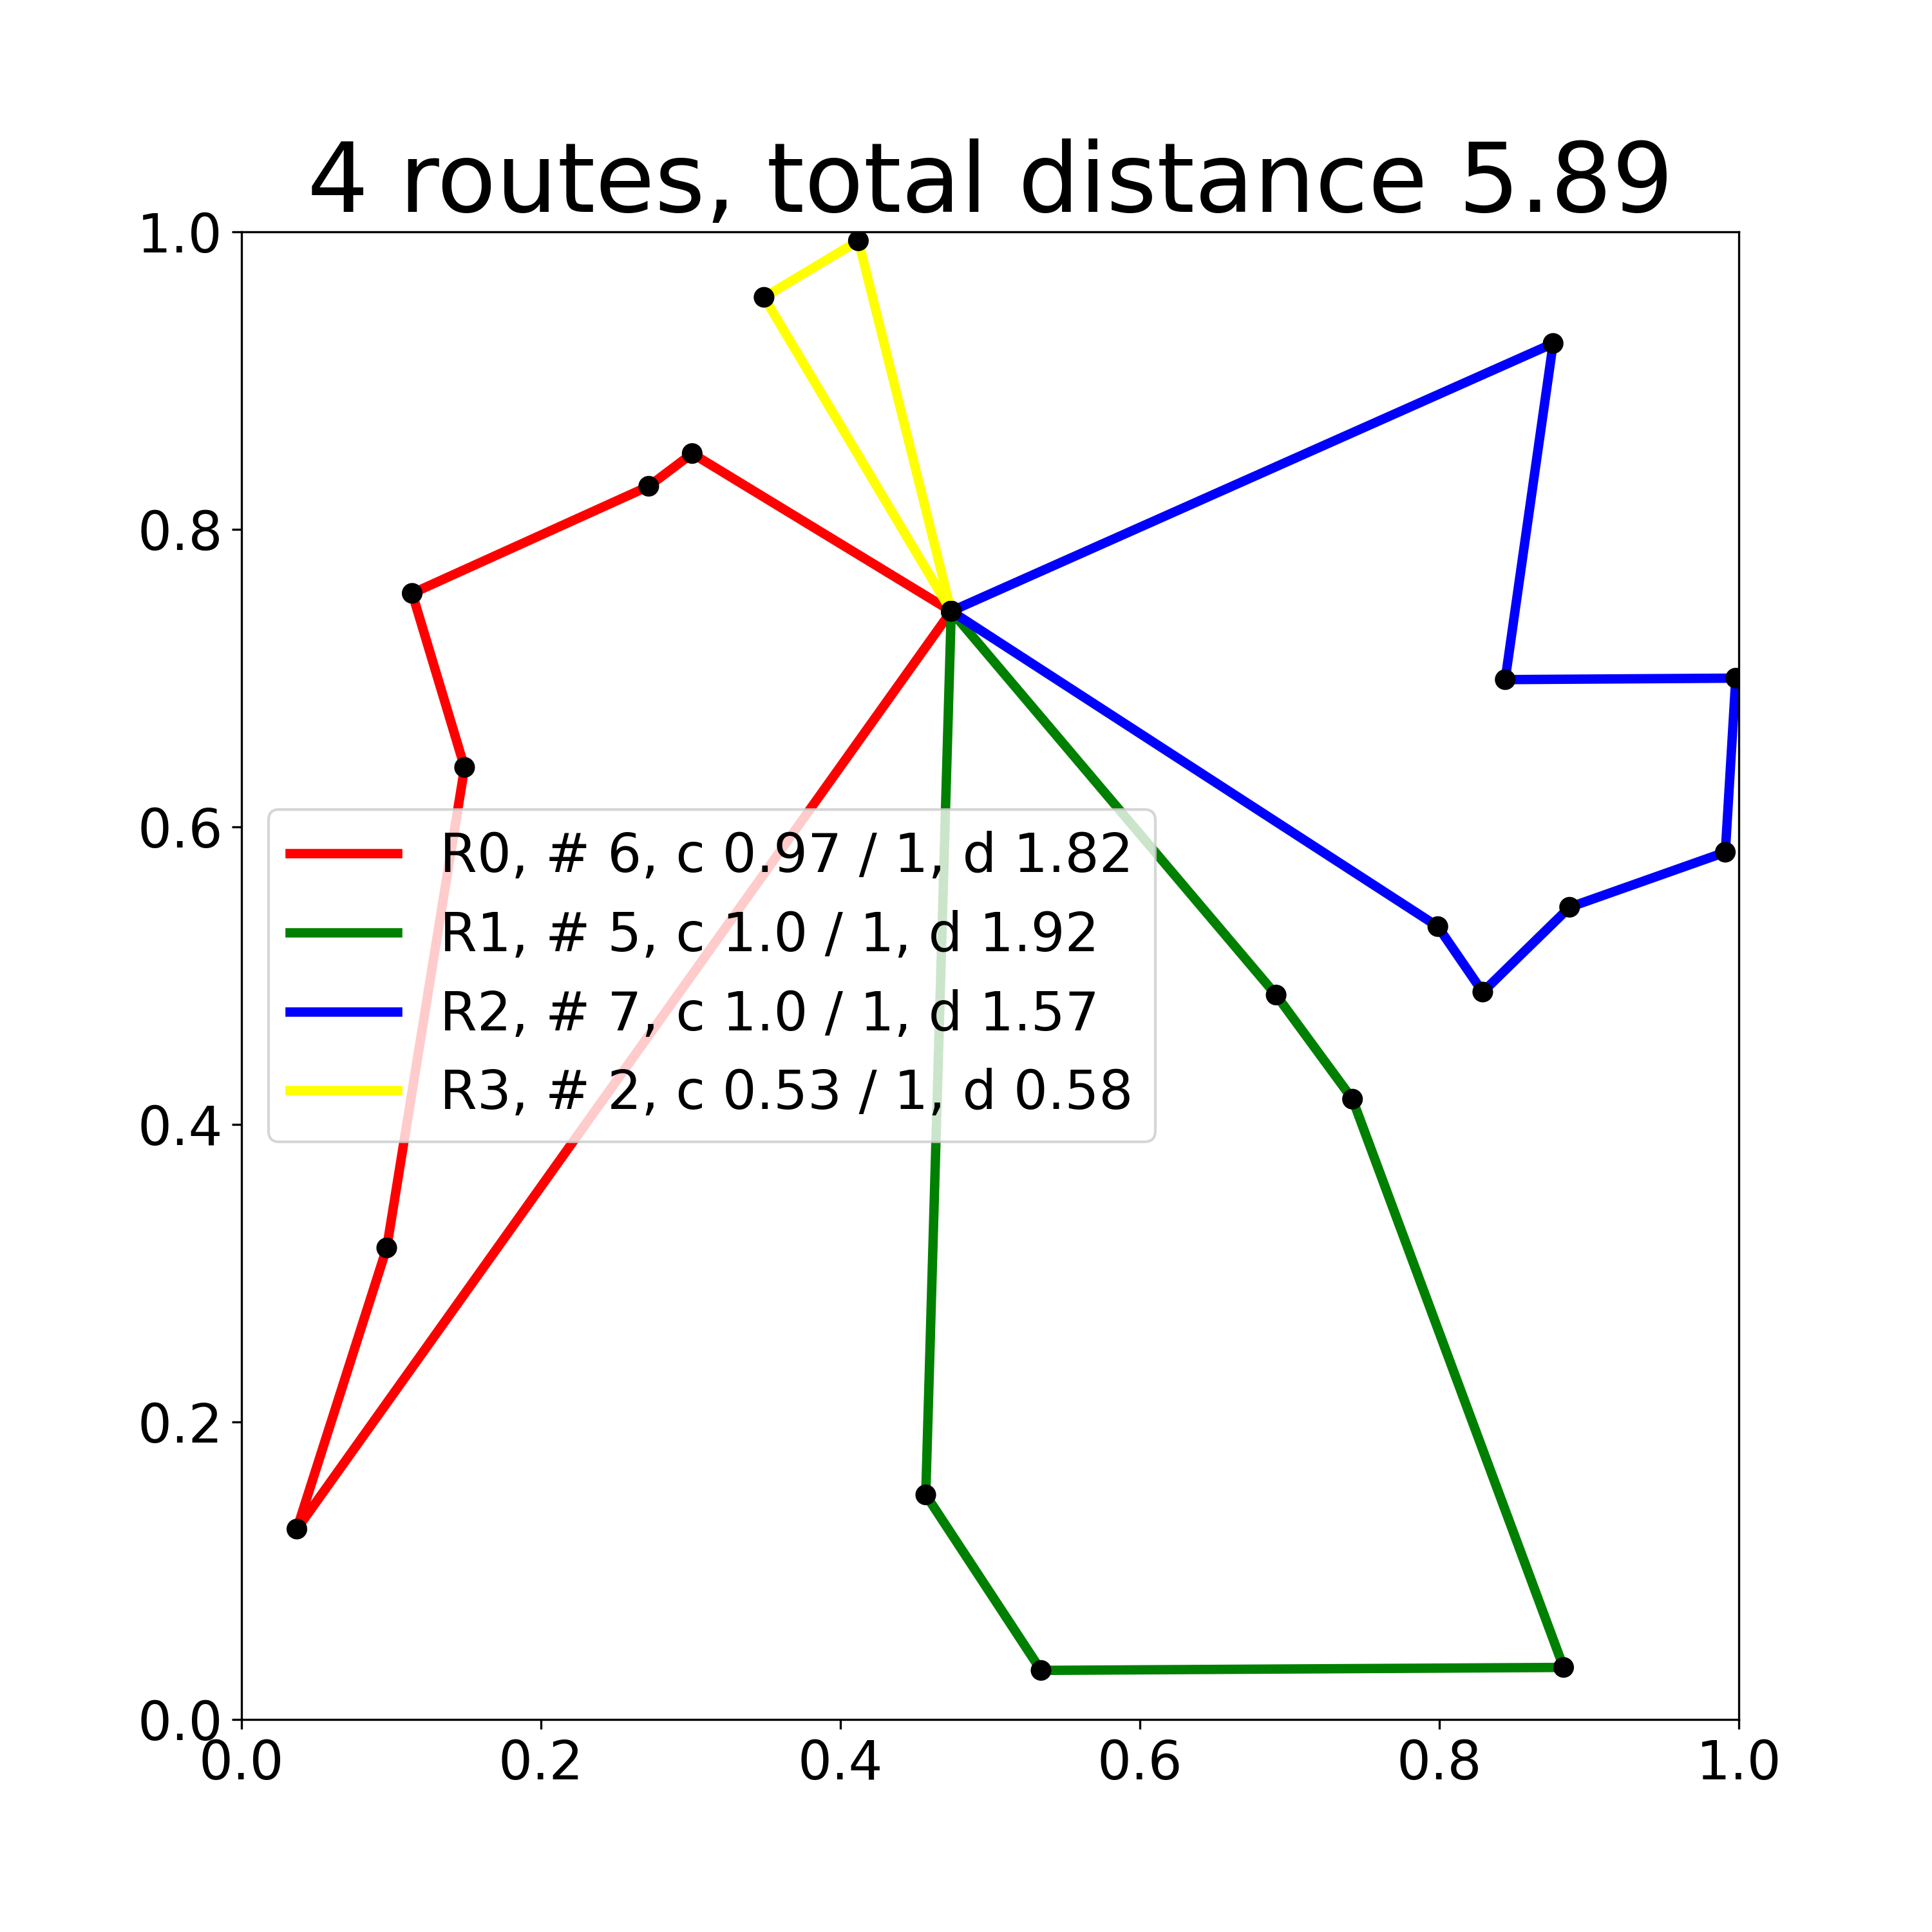 4 routes, total distance 5.89
1.0
0.8
0.6
R0, # 6, c 0.97 / 1, d 1.82
R1, # 5, c 1.0 / 1, d 1.92
R2, # 7, c 1.0 / 1, d 1.57
R3, # 2, c 0.53 / 1, d 0.58
0.4
0.2
0.0
0.0 0.2 0.4 0.6 0.8 1.0